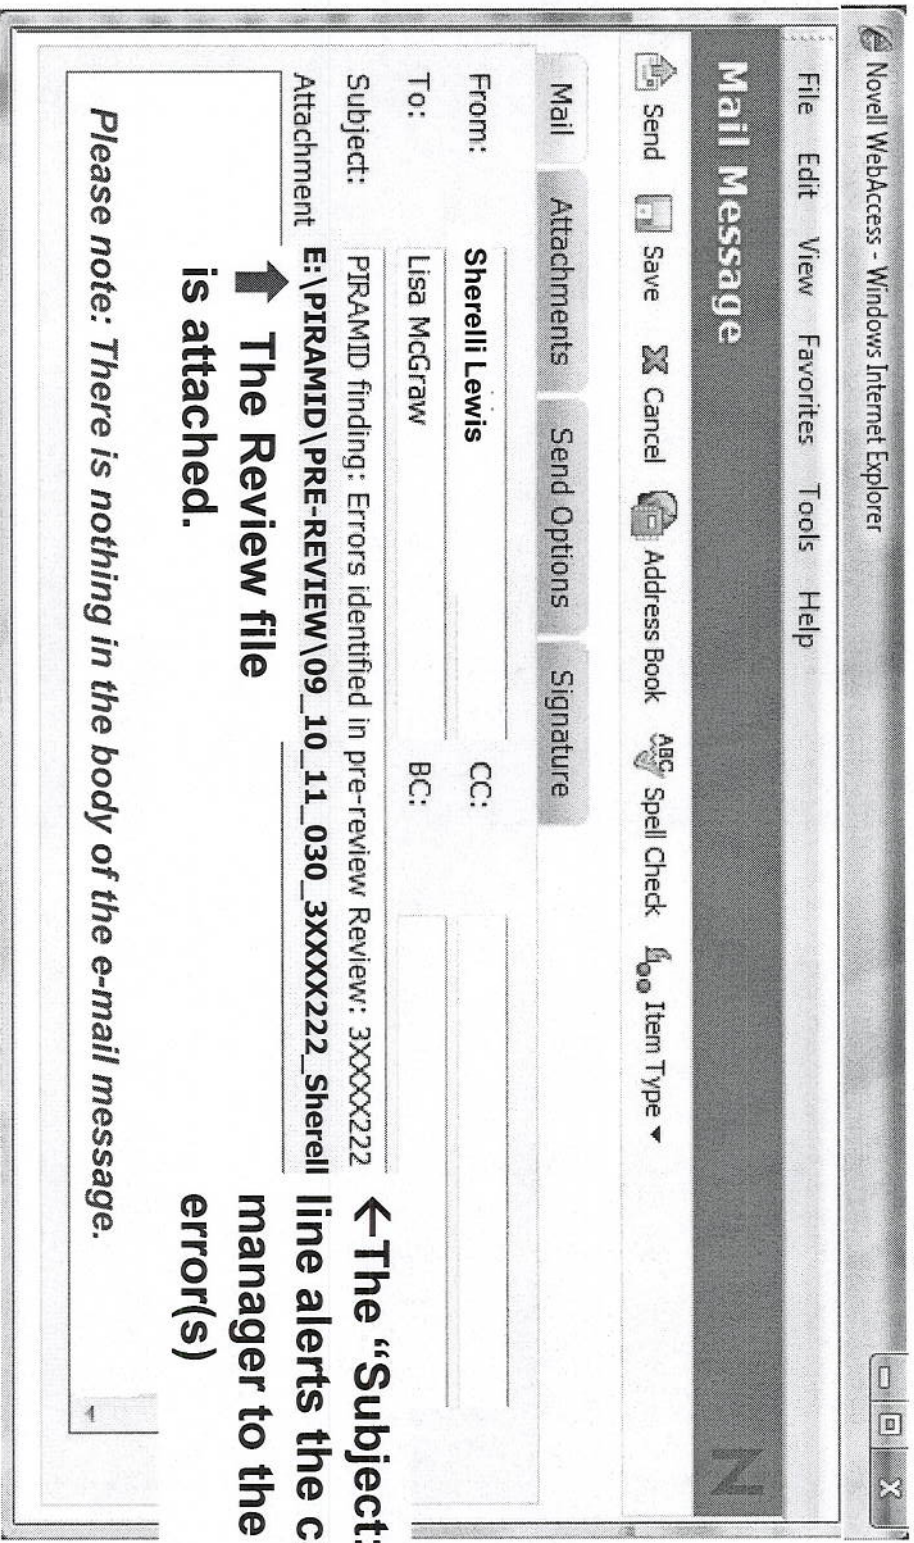 Novell WebAccess - Windows Internet Explorer
File Edit View Favorites Tools Help
Mail Message
N
Send Save Cancel Address Book ABC Spell Check Item Type
Mail Attachments Send Options Signature
From: Sherelli Lewis CC:
To: Lisa McGraw BC:
Subject: PIRAMID finding: Errors identified in pre-review Review: 3XXXX222
Attachment E:\PIRAMID\PRE-REVIEW\09_10_11_030_3XXXX222_Sherell
←The “Subject:
line alerts the c
manager to the
error(s)
The Review file
is attached.
Please note: There is nothing in the body of the e-mail message.